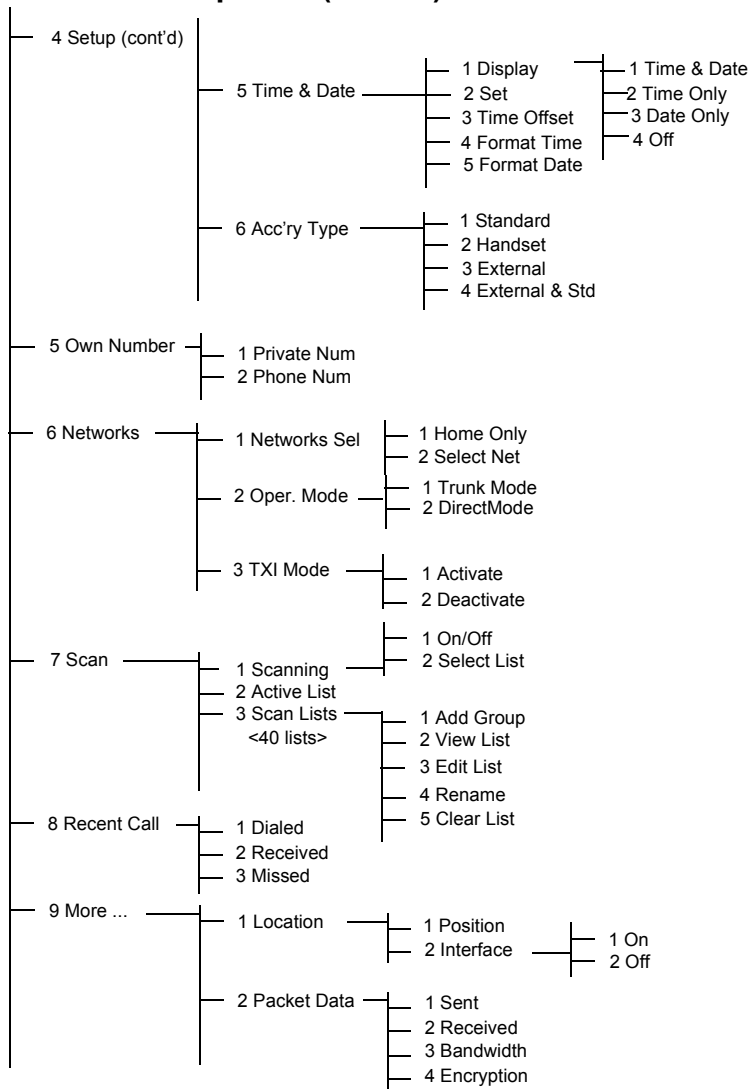 4 Setup (cont'd)
5 Time & Date
1 Display
2 Set
3 Time Offset
4 Format Time
5 Format Date
1 Time & Date
2 Time Only
3 Date Only
4 Off
6 Acc'ry Type
1 Standard
2 Handset
3 External
4 External & Std
5 Own Number
1 Private Num
2 Phone Num
6 Networks
1 Networks Sel
1 Home Only
2 Select Net
2 Oper. Mode
1 Trunk Mode
2 DirectMode
3 TXI Mode
1 Activate
2 Deactivate
7 Scan
1 Scanning
1 On/Off
2 Select List
2 Active List
3 Scan Lists
<40 lists>
1 Add Group
2 View List
3 Edit List
4 Rename
5 Clear List
8 Recent Call
1 Dialed
2 Received
3 Missed
9 More ...
1 Location
1 Position
2 Interface
1 On
2 Off
2 Packet Data
1 Sent
2 Received
3 Bandwidth
4 Encryption